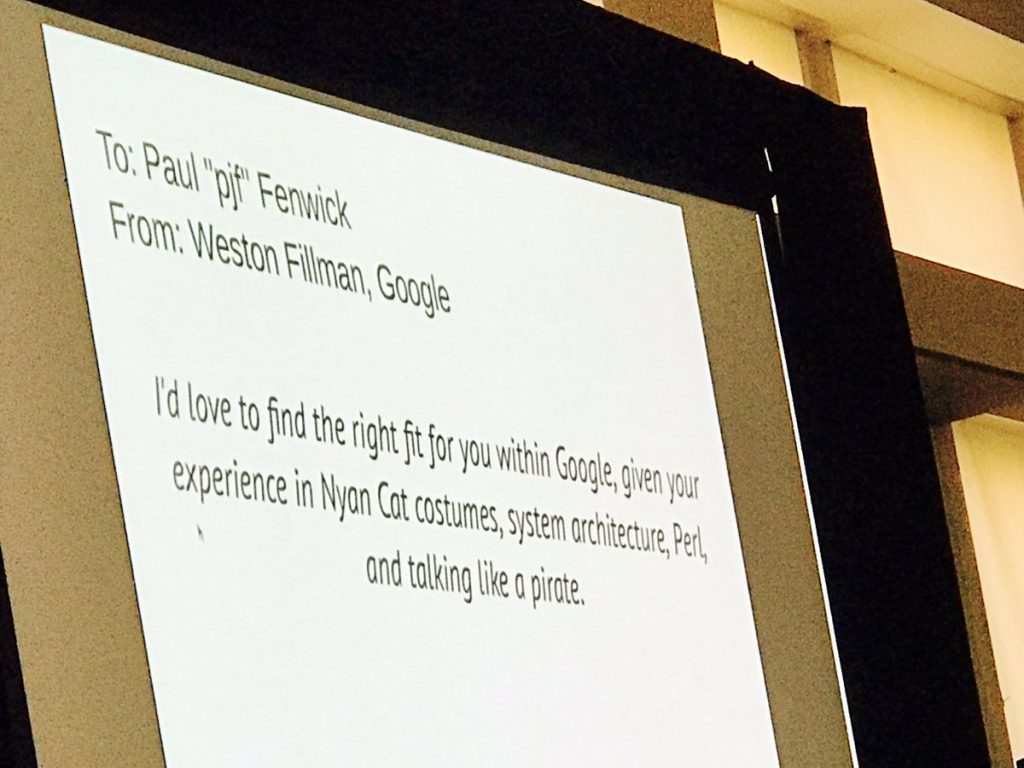 To: Paul "pjf" Fenwick
From: Weston Fillman, Google
I'd love to find the right fit for you within Google, given your
experience in Nyan Cat costumes, system architecture, Perl,
and talking like a pirate.